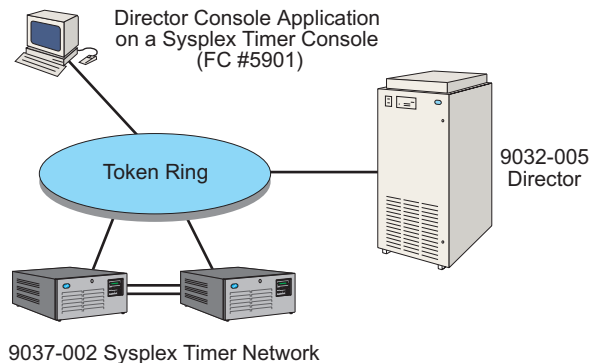 Director Console Application
on a Sysplex Timer Console
(FC #5901)
Token Ring
9032-005
Director
9037-002 Sysplex Timer Network